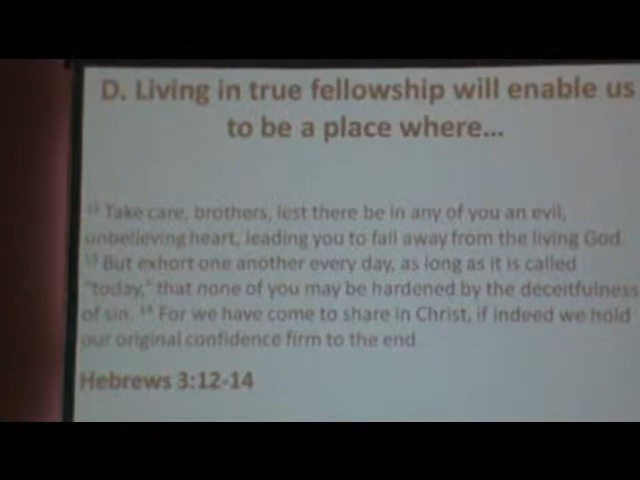 D. Living in true fellowship will enable us
to be a place where...
12 Take care, brothers, lest there be in any of you an evil,
unbelieving heart, leading you to fall away from the living God.
13 But exhort one another every day, as long as it is called
"today," that none of you may be hardened by the deceitfulness
of sin. 14 For we have come to share in Christ, if indeed we hold
our original confidence firm to the end
Hebrews 3:12-14